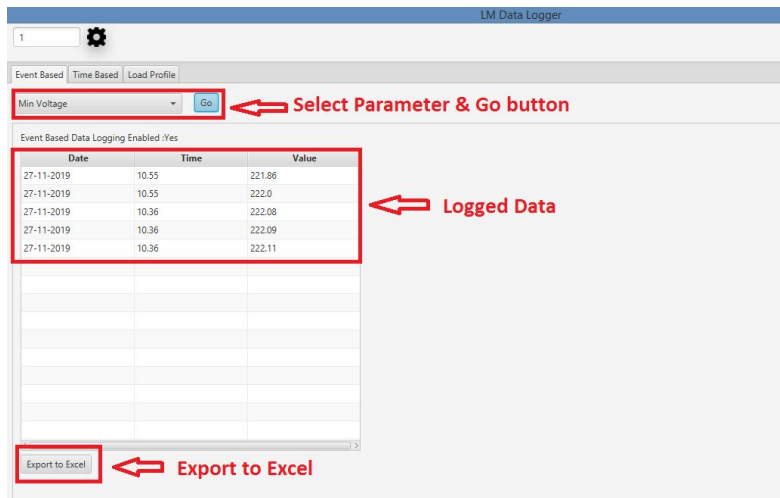 LM Data Logger
1
Event Based Time Based Load Profile
Min Voltage Go Select Parameter & Go button
Event Based Data Logging Enabled :Yes
Date Time Value
27-11-2019 10.55 221.86
27-11-2019 10.55 222.0
27-11-2019 10.36 222.08
27-11-2019 10.36 222.09
27-11-2019 10.36 222.11
Logged Data
Export to Excel Export to Excel